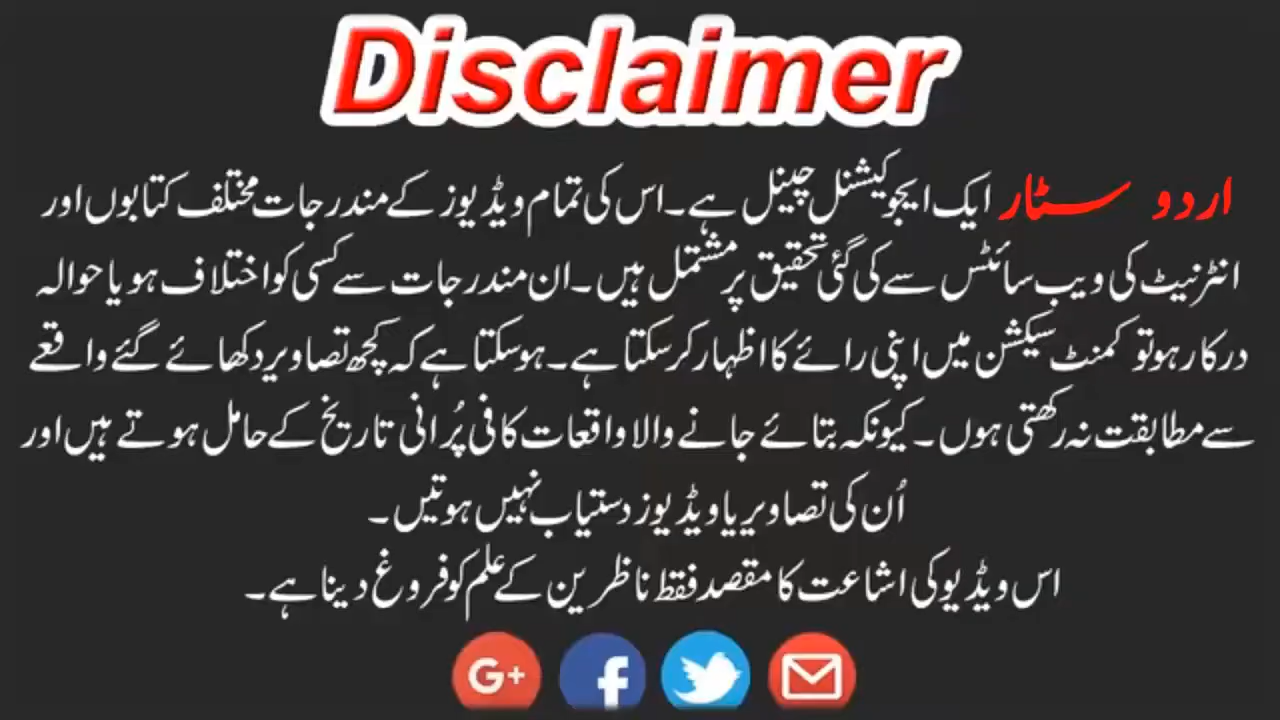 Disclaimer
اردو سٹار ایک ایجوکیشنل چینل ہے۔ اس کی تمام ویڈیوز کے مندرجات مختلف کتابوں اور
انٹرنیٹ کی ویب سائٹس سے کی گئی تحقیق پر مشتمل ہیں۔ ان مندرجات سے کسی کو اختلاف ہو یا حوالہ
درکار ہو تو کمنٹ سیکشن میں اپنی رائے کا اظہار کر سکتا ہے۔ ہو سکتا ہے کہ کچھ تصاویر دکھائے گئے واقعے
سے مطابقت نہ رکھتی ہوں۔ کیونکہ بتائے جانے والا واقعات کافی پُرانی تاریخ کے حامل ہوتے ہیں اور
اُن کی تصاویر یا ویڈیوز دستیاب نہیں ہوتیں۔
اس ویڈیو کی اشاعت کا مقصد فقط ناظرین کے علم کو فروغ دینا ہے۔
G+